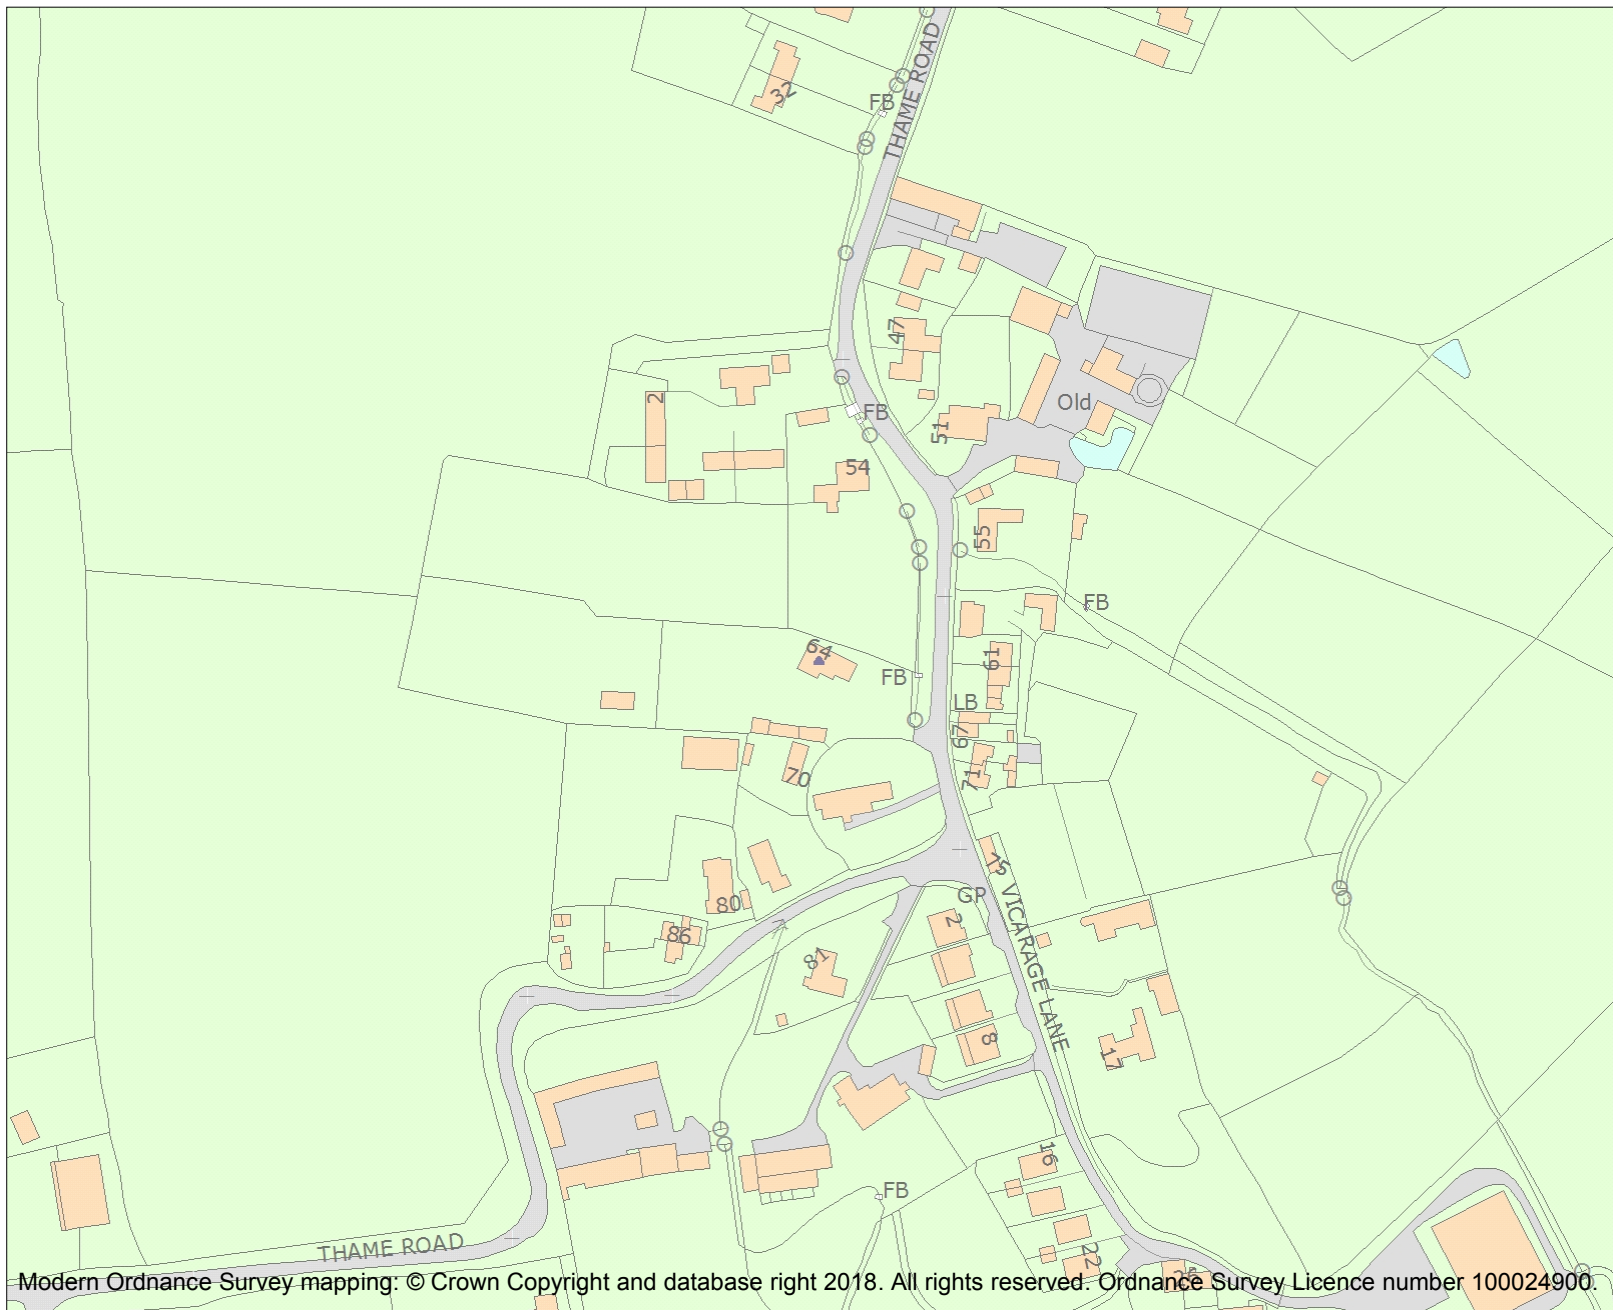 THAME ROAD
32
FB
47
2
FB
Old
51
54
55
FB
61
64
FB
LB
67
70
71
75
80
GP
2
VICARAGE LANE
86
81
8
17
16
FB
THAME ROAD
22
26
Modern Ordnance Survey mapping: © Crown Copyright and database right 2018. All rights reserved. Ordnance Survey Licence number 100024900.